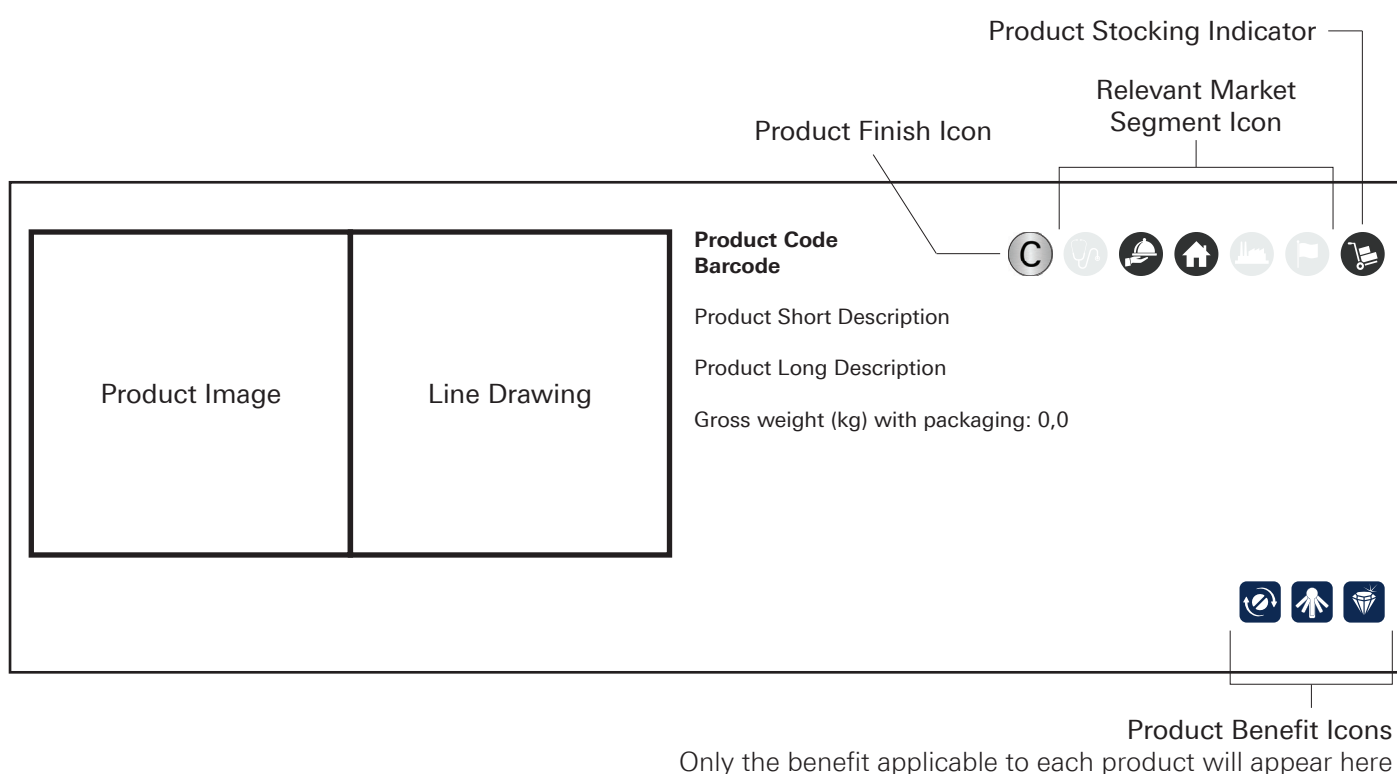 Product Stocking Indicator
Relevant Market
Segment Icon
Product Finish Icon
Product Code
Barcode
C
Product Short Description
Product Long Description
Gross weight (kg) with packaging: 0,0
Product Image
Line Drawing
Product Benefit Icons
Only the benefit applicable to each product will appear here